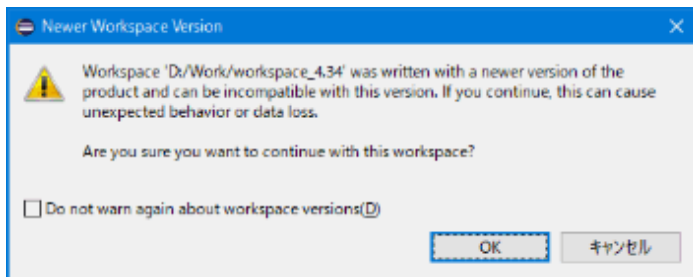 Newer Workspace Version
Workspace 'D:/Work/workspace_4.34' was written with a newer version of the
product and can be incompatible with this version. If you continue, this can cause
unexpected behavior or data loss.
Are you sure you want to continue with this workspace?
Do not warn again about workspace versions(D)
OK
キャンセル